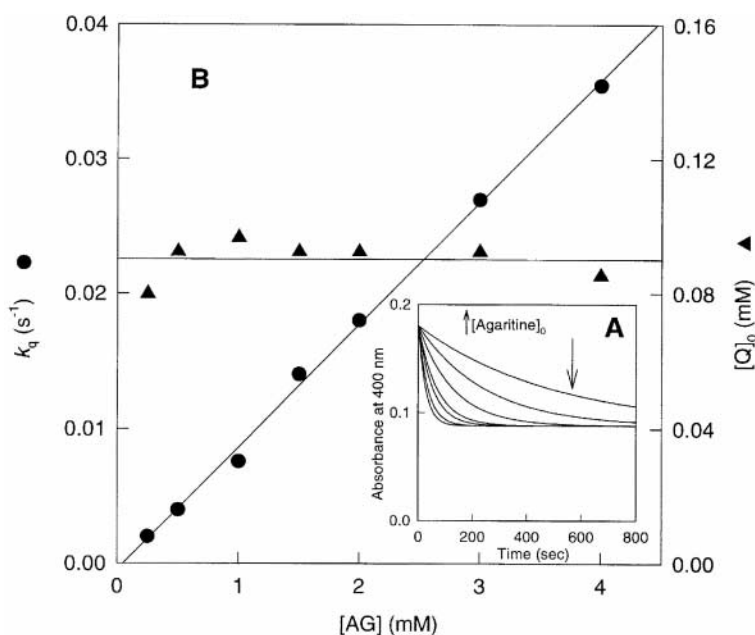 B
0.04
0.03
0.02
0.01
0.00
k_q (s⁻¹)
0.16
0.12
0.08
0.04
0.00
[Q]₀ (mM)
0
1
2
3
4
[AG] (mM)
A
[Agaritine]₀
0.2
0.1
0.0
Absorbance at 400 nm
0
200
400
600
800
Time (sec)